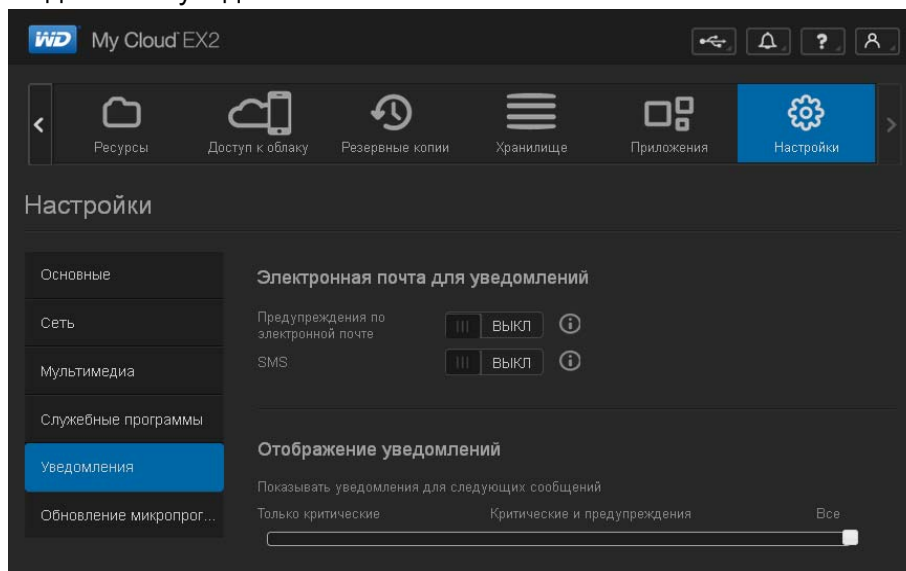 WD My Cloud EX2
?
Ресурсы
Доступ к облаку
Резервные копии
Хранилище
Приложения
Настройки
Настройки
Основные
Сеть
Мультимедиа
Служебные программы
Уведомления
Обновление микропрог...
Электронная почта для уведомлений
Предупреждения по
электронной почте
ВЫКЛ
SMS
ВЫКЛ
Отображение уведомлений
Показывать уведомления для следующих сообщений
Только критические
Критические и предупреждения
Все